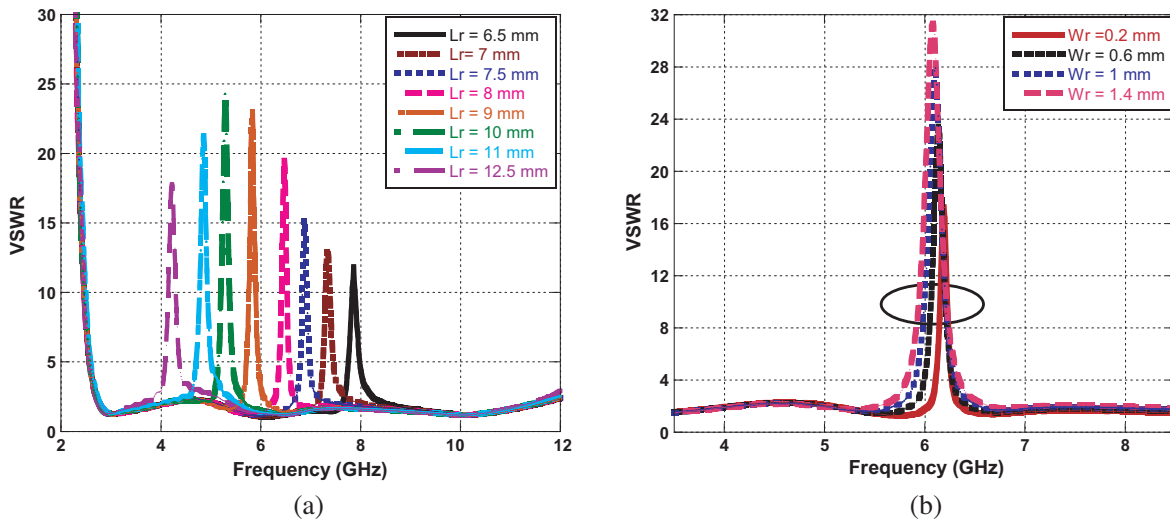 30
25
20
15
10
5
0
VSWR
2
4
6
8
10
12
Frequency (GHz)
Lr = 6.5 mm
Lr= 7 mm
Lr = 7.5 mm
Lr = 8 mm
Lr = 9 mm
Lr = 10 mm
Lr = 11 mm
Lr = 12.5 mm
(a)
32
28
24
20
16
12
8
4
0
VSWR
4
5
6
7
8
Frequency (GHz)
Wr =0.2 mm
Wr = 0.6 mm
Wr = 1 mm
Wr = 1.4 mm
(b)